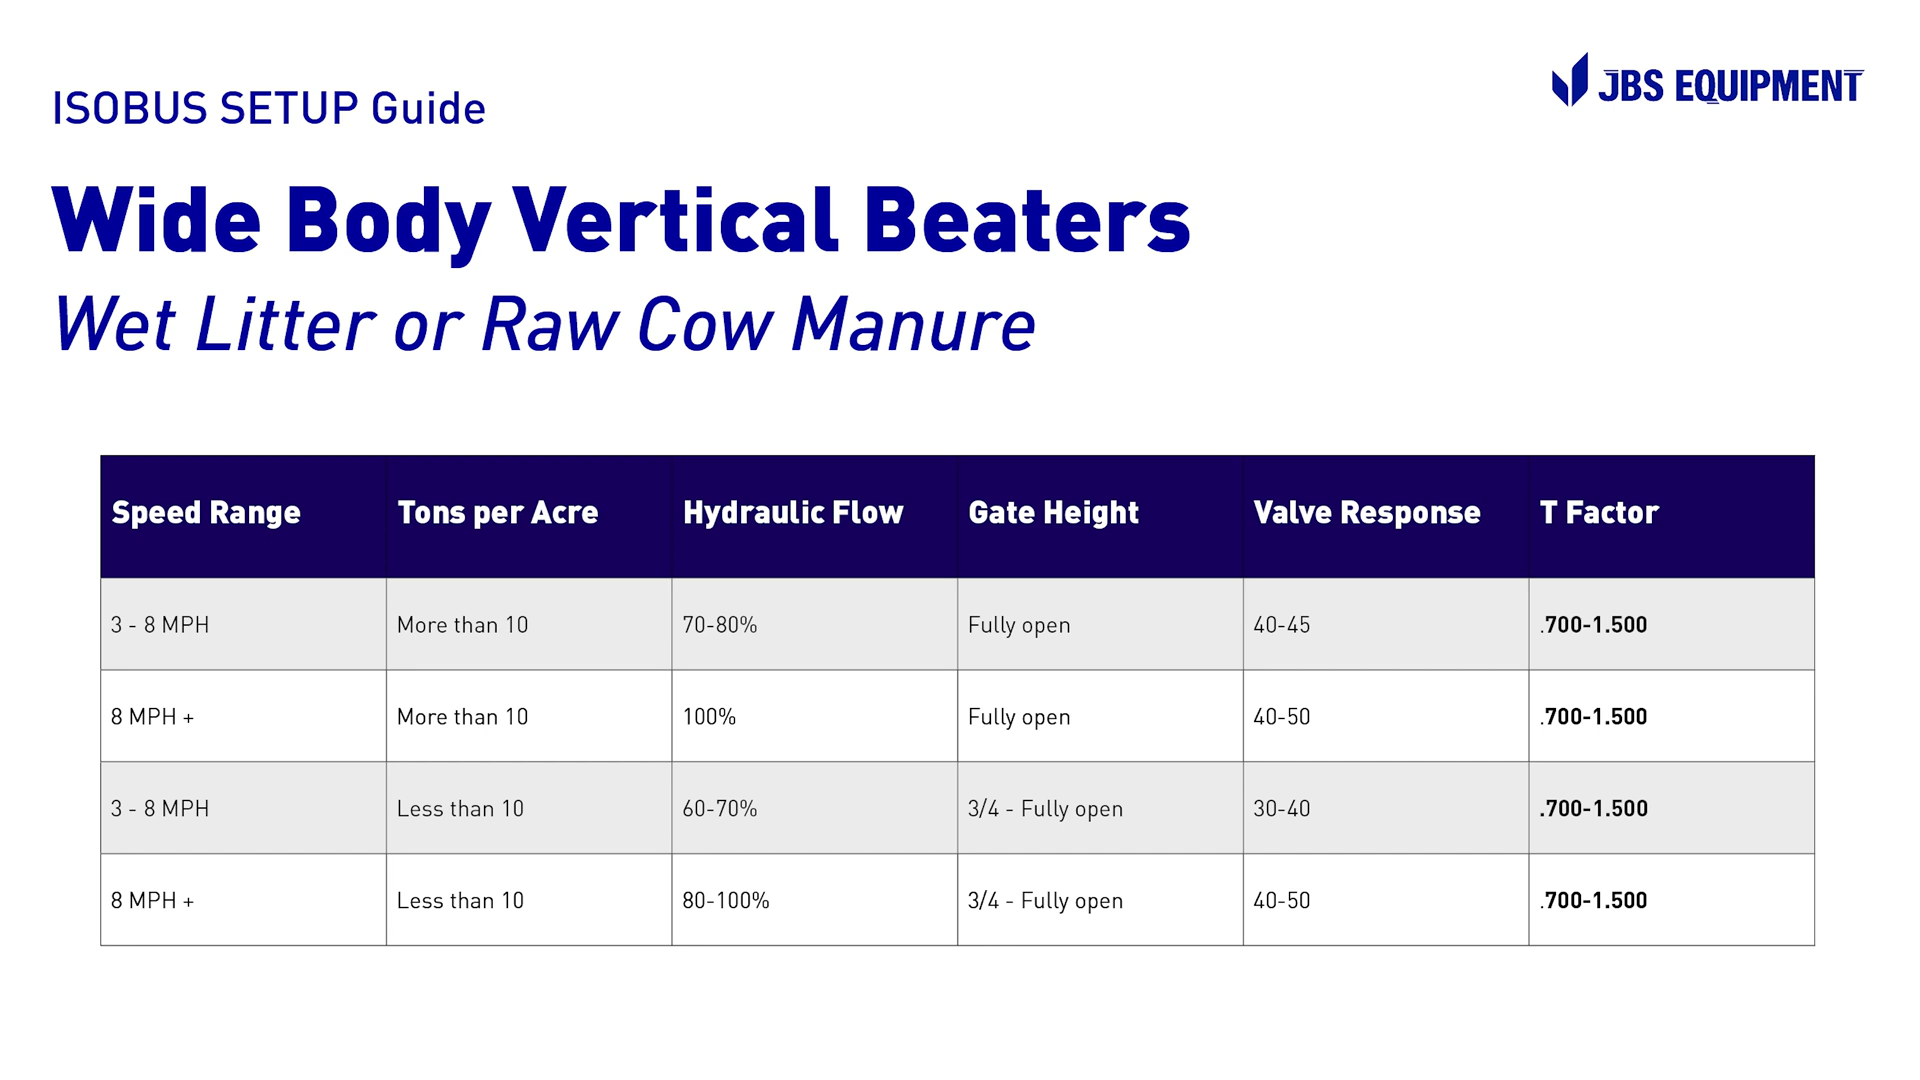 ISOBUS SETUP Guide
JBS EQUIPMENT
Wide Body Vertical Beaters
Wet Litter or Raw Cow Manure
Speed Range Tons per Acre Hydraulic Flow Gate Height Valve Response T Factor
3 - 8 MPH More than 10 70-80% Fully open 40-45 .700-1.500
8 MPH + More than 10 100% Fully open 40-50 .700-1.500
3 - 8 MPH Less than 10 60-70% 3/4 - Fully open 30-40 .700-1.500
8 MPH + Less than 10 80-100% 3/4 - Fully open 40-50 .700-1.500